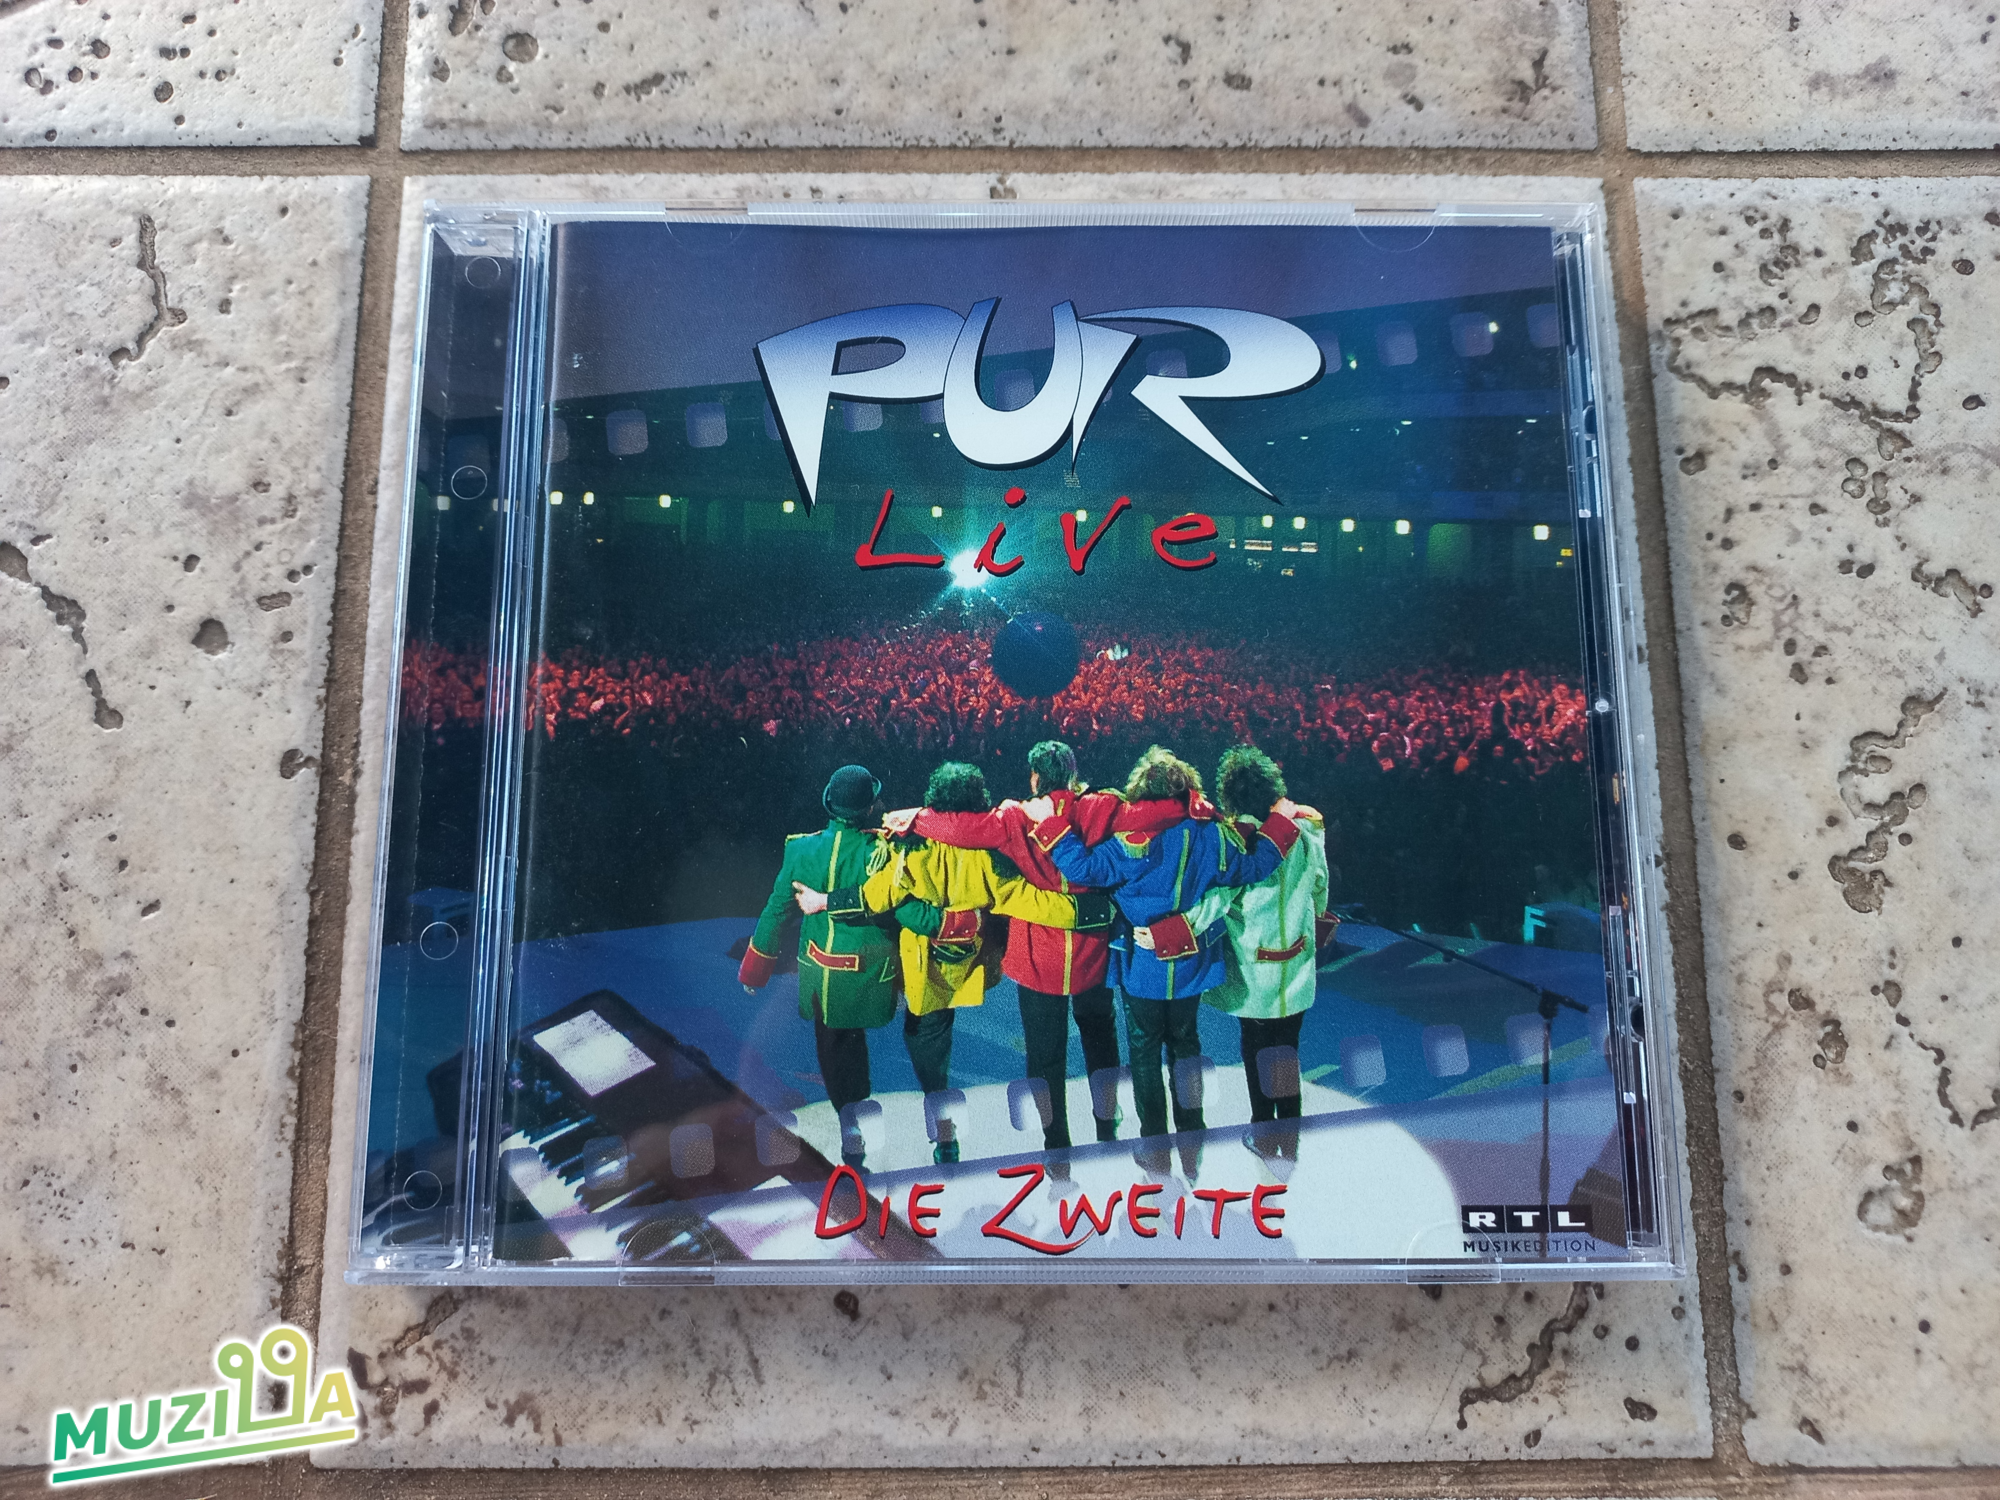 PUR
Live
DIE ZWEITE
RTL
MUSIKEDITION
MUZILLA